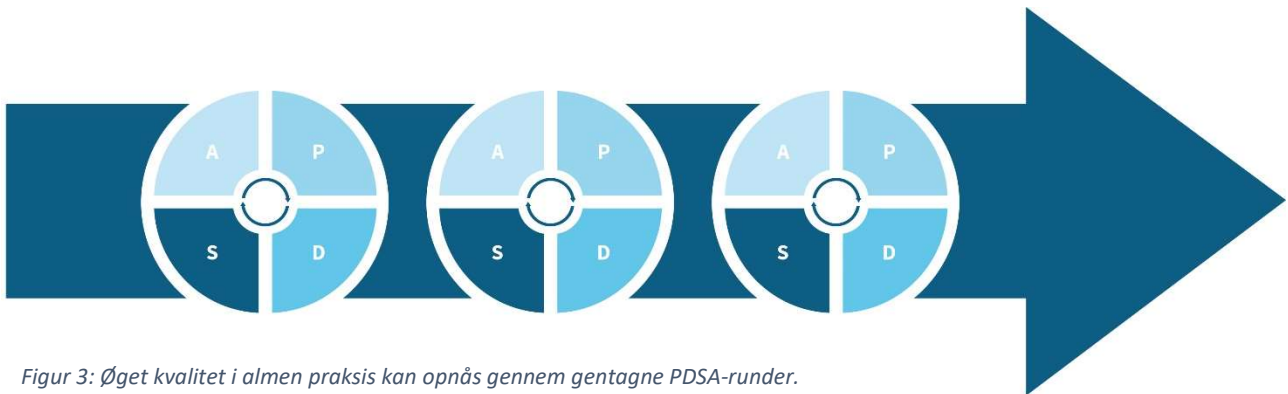 A P
S D
A P
S D
A P
S D
Figur 3: Øget kvalitet i almen praksis kan opnås gennem gentagne PDSA-runder.